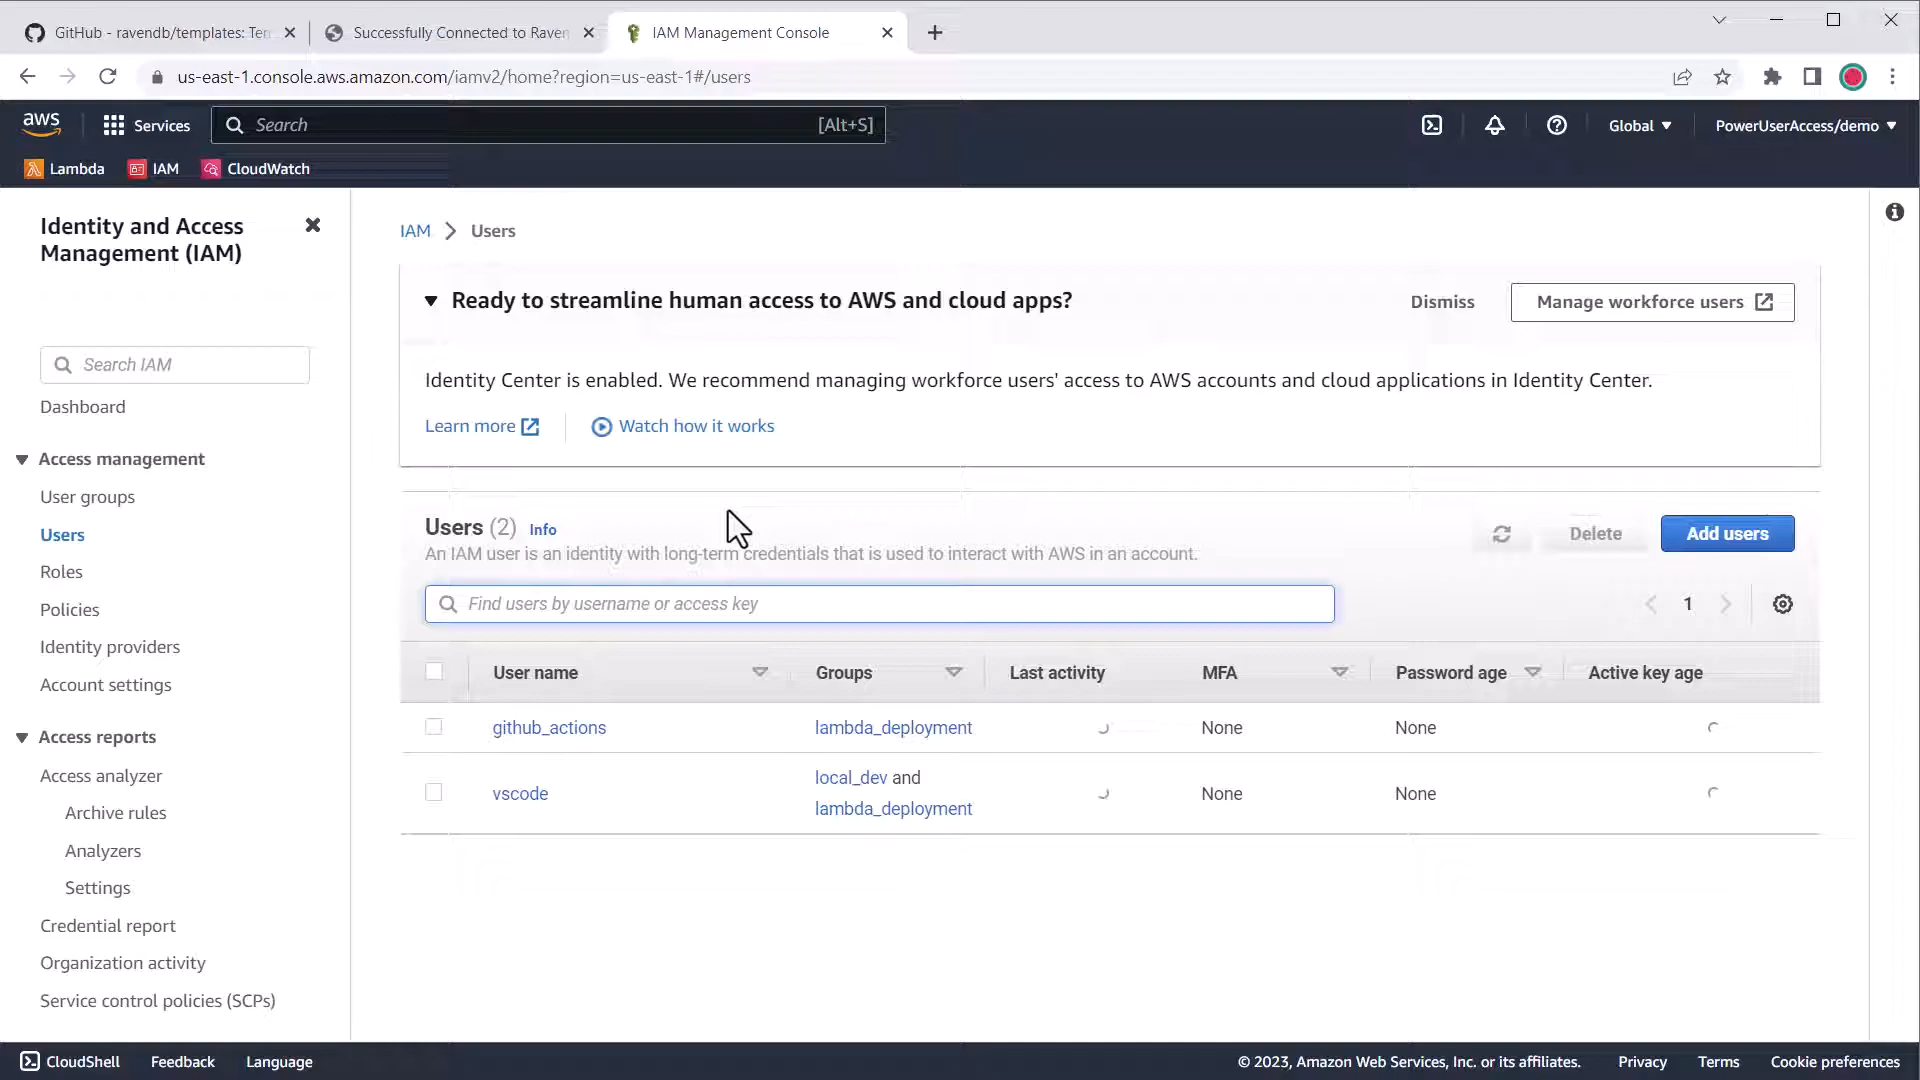 GitHub - ravendb/templates: Ten
Successfully Connected to Raven
IAM Management Console
us-east-1.console.aws.amazon.com/iamv2/home?region=us-east-1#/users
aws
Services
Search
[Alt+S]
Global
PowerUserAccess/demo
Lambda
IAM
CloudWatch
Identity and Access
Management (IAM)
Search IAM
Dashboard
Access management
User groups
Users
Roles
Policies
Identity providers
Account settings
Access reports
Access analyzer
Archive rules
Analyzers
Settings
Credential report
Organization activity
Service control policies (SCPs)
IAM > Users
Ready to streamline human access to AWS and cloud apps?
Dismiss
Manage workforce users
Identity Center is enabled. We recommend managing workforce users' access to AWS accounts and cloud applications in Identity Center.
Learn more
Watch how it works
Users (2) Info
An IAM user is an identity with long-term credentials that is used to interact with AWS in an account.
Delete
Add users
Find users by username or access key
1
User name Groups Last activity MFA Password age Active key age
github_actions lambda_deployment None None
vscode local_dev and None None
lambda_deployment
CloudShell Feedback Language
© 2023, Amazon Web Services, Inc. or its affiliates. Privacy Terms Cookie preferences